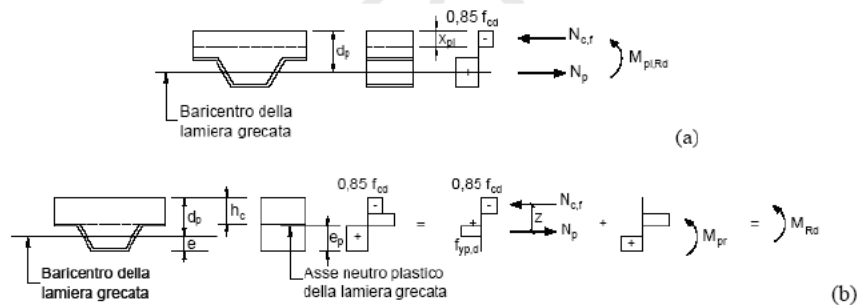 0,85 f_cd
x_pl
d_p
-
+
N_c,f
N_p
M_pl,Rd
Baricentro della
lamiera grecata
(a)
0,85 f_cd
0,85 f_cd
d_p
h_c
e
e_p
-
+
=
-
+
f_yp,d
z
N_c,f
N_p
+
+
M_pr
=
M_Rd
Baricentro della
lamiera grecata
Asse neutro plastico
della lamiera grecata
(b)